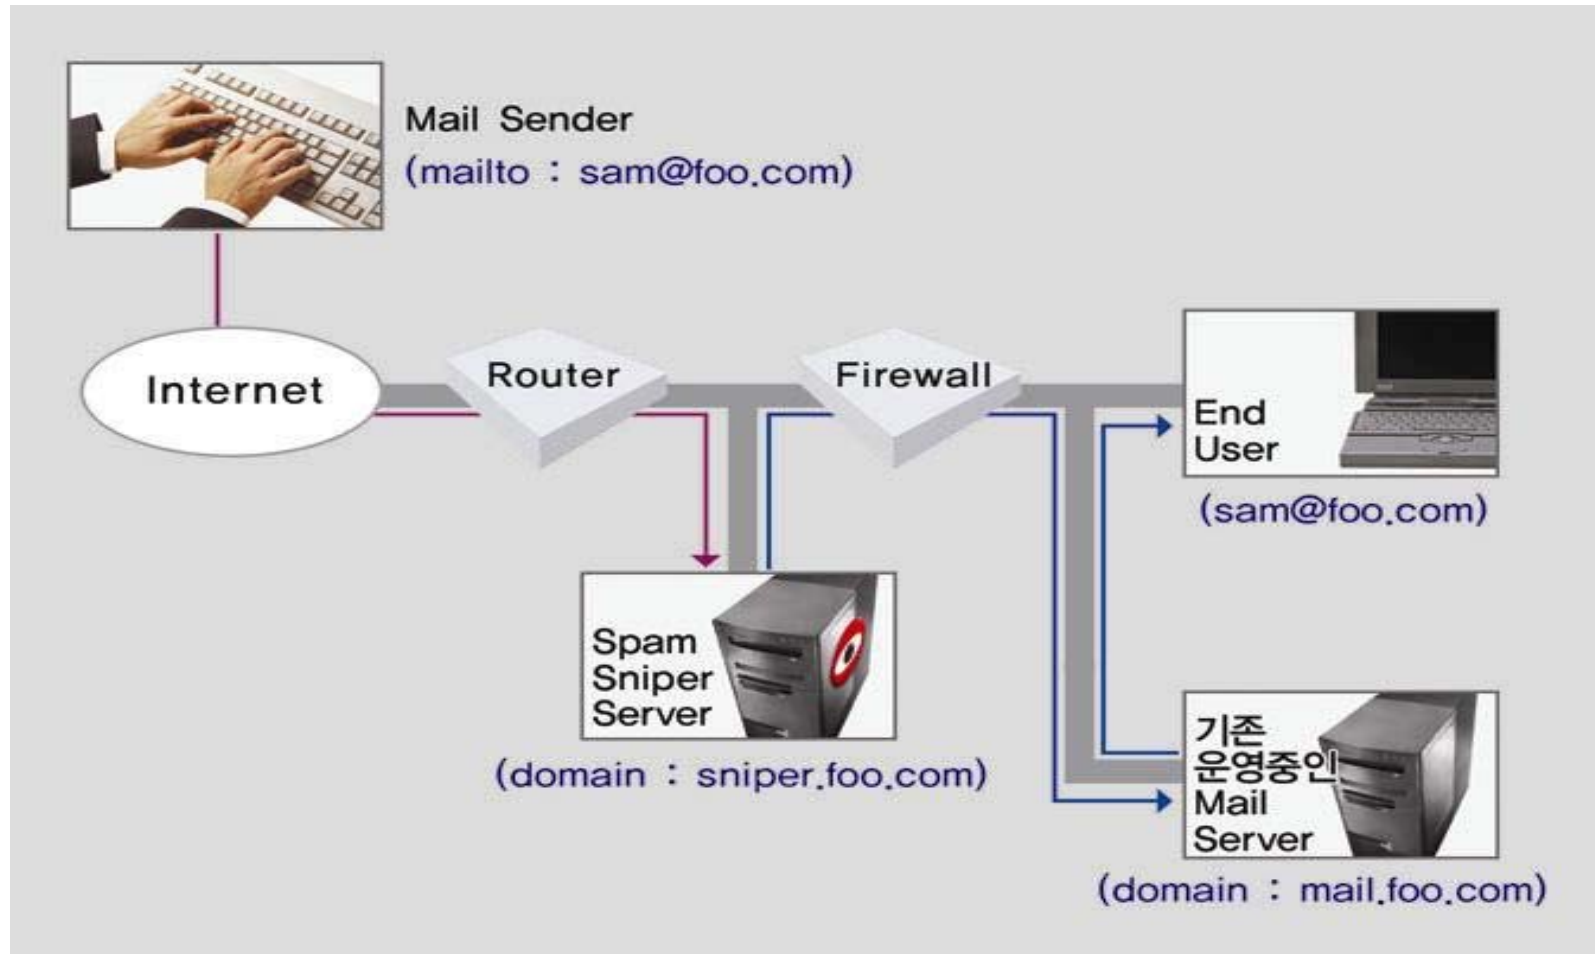 Mail Sender
(mailto : sam@foo.com)
Internet
Router
Firewall
End
User
(sam@foo.com)
Spam
Sniper
Server
(domain : sniper.foo.com)
기존
운영중인
Mail
Server
(domain : mail.foo.com)